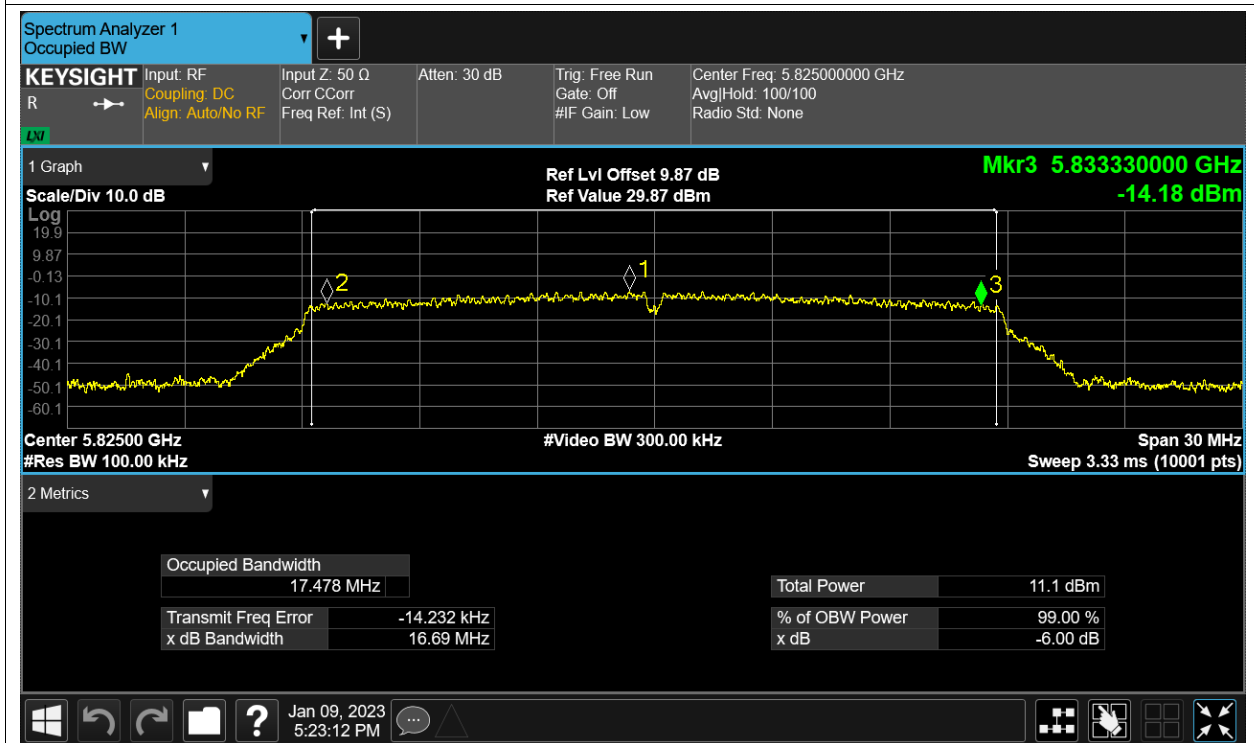 Spectrum Analyzer 1
Occupied BW
KEYSIGHT
R
LXI
Input: RF
Coupling: DC
Align: Auto/No RF
Input Z: 50 Ω
Corr CCorr
Freq Ref: Int (S)
Atten: 30 dB
Trig: Free Run
Gate: Off
#IF Gain: Low
Center Freq: 5.825000000 GHz
Avg|Hold: 100/100
Radio Std: None
1 Graph
Scale/Div 10.0 dB
Ref Lvl Offset 9.87 dB
Ref Value 29.87 dBm
Mkr3 5.833330000 GHz
-14.18 dBm
Log
19.9
9.87
-0.13
-10.1
-20.1
-30.1
-40.1
-50.1
-60.1
2
1
3
Center 5.82500 GHz
#Res BW 100.00 kHz
#Video BW 300.00 kHz
Span 30 MHz
Sweep 3.33 ms (10001 pts)
2 Metrics
Occupied Bandwidth
17.478 MHz
Transmit Freq Error -14.232 kHz
x dB Bandwidth 16.69 MHz
Total Power 11.1 dBm
% of OBW Power 99.00 %
x dB -6.00 dB
?
Jan 09, 2023
5:23:12 PM